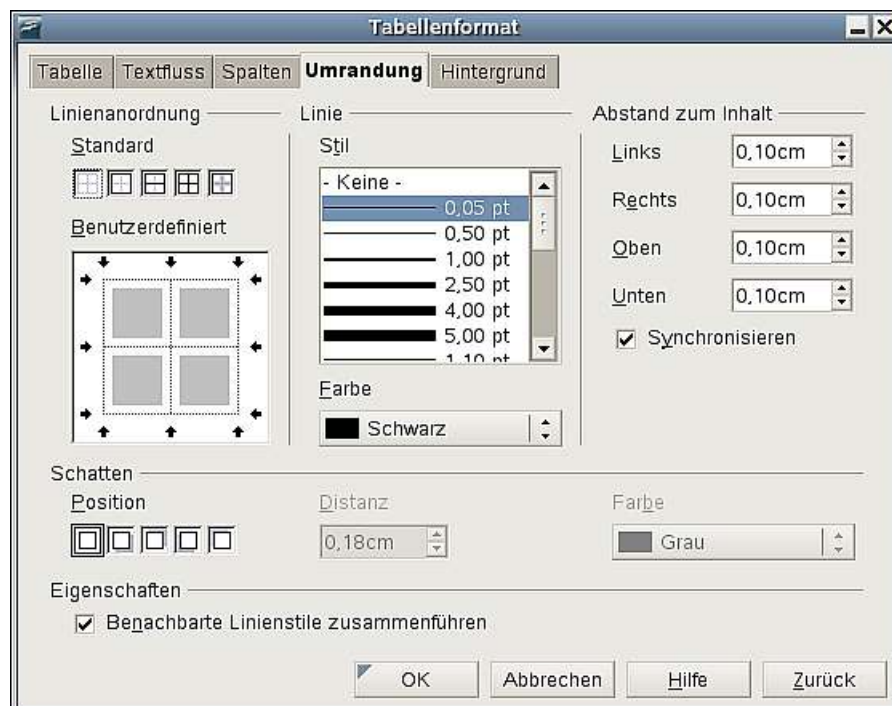 Tabellenformat
Tabelle Textfluss Spalten Umrandung Hintergrund
Linienanordnung
Standard
Benutzerdefiniert
Linie
Stil
- Keine -
0,05 pt
0,50 pt
1,00 pt
2,50 pt
4,00 pt
5,00 pt
1,10 pt
Farbe
Schwarz
Abstand zum Inhalt
Links 0,10cm
Rechts 0,10cm
Oben 0,10cm
Unten 0,10cm
Synchronisieren
Schatten
Position
Distanz
0,18cm
Farbe
Grau
Eigenschaften
Benachbarte Linienstile zusammenführen
OK Abbrechen Hilfe Zurück